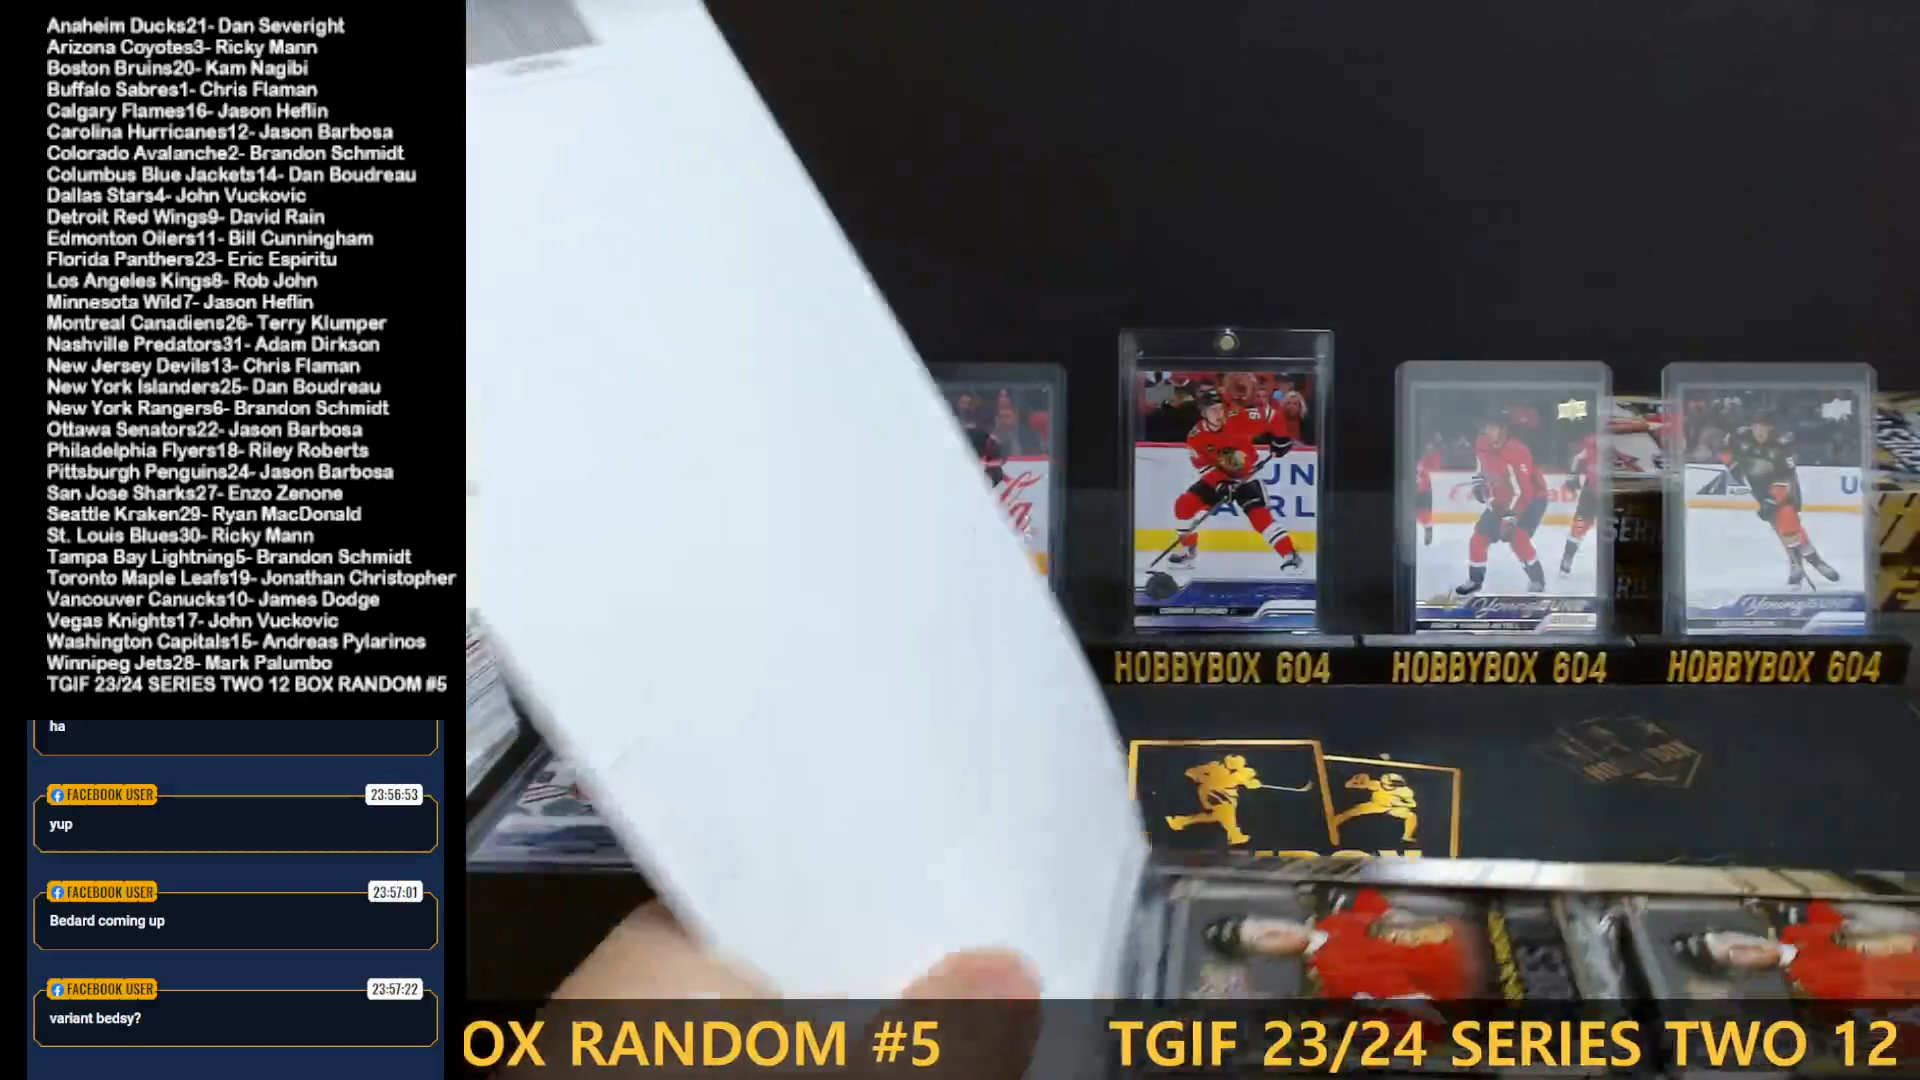 Anaheim Ducks21- Dan Severight
Arizona Coyotes3- Ricky Mann
Boston Bruins20- Kam Nagibi
Buffalo Sabres1- Chris Flaman
Calgary Flames16- Jason Heflin
Carolina Hurricanes12- Jason Barbosa
Colorado Avalanche2- Brandon Schmidt
Columbus Blue Jackets14- Dan Boudreau
Dallas Stars4- John Vuckovic
Detroit Red Wings9- David Rain
Edmonton Oilers11- Bill Cunningham
Florida Panthers23- Eric Espiritu
Los Angeles Kings8- Rob John
Minnesota Wild7- Jason Heflin
Montreal Canadiens26- Terry Klumper
Nashville Predators31- Adam Dirkson
New Jersey Devils13- Chris Flaman
New York Islanders25- Dan Boudreau
New York Rangers6- Brandon Schmidt
Ottawa Senators22- Jason Barbosa
Philadelphia Flyers18- Riley Roberts
Pittsburgh Penguins24- Jason Barbosa
San Jose Sharks27- Enzo Zenone
Seattle Kraken29- Ryan MacDonald
St. Louis Blues30- Ricky Mann
Tampa Bay Lightning5- Brandon Schmidt
Toronto Maple Leafs19- Jonathan Christopher
Vancouver Canucks10- James Dodge
Vegas Knights17- John Vuckovic
Washington Capitals15- Andreas Pylarinos
Winnipeg Jets28- Mark Palumbo
TGIF 23/24 SERIES TWO 12 BOX RANDOM #5
ha
FACEBOOK USER 23:56:53
yup
FACEBOOK USER 23:57:01
Bedard coming up
FACEBOOK USER 23:57:22
variant bedsy?
HOBBYBOX 604
HOBBYBOX 604
HOBBYBOX 604
OX RANDOM #5 TGIF 23/24 SERIES TWO 12